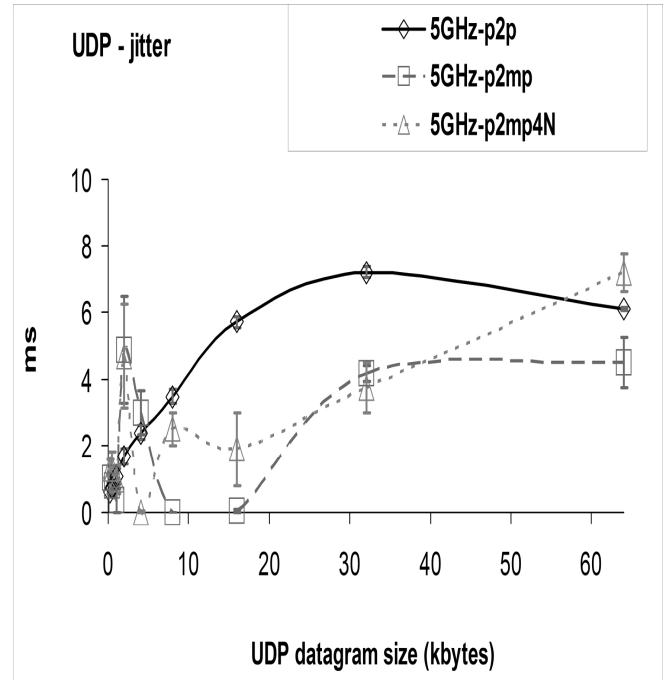 UDP - jitter
5GHz-p2p
5GHz-p2mp
5GHz-p2mp4N
10
8
6
4
2
0
ms
0 10 20 30 40 50 60
UDP datagram size (kbytes)